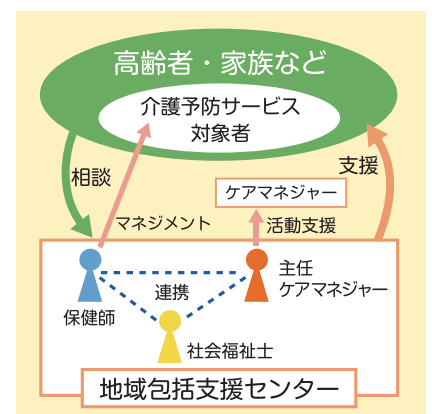 高齢者・家族など
介護予防サービス
対象者
相談
支援
ケアマネジャー
マネジメント
活動支援
主任
ケアマネジャー
連携
保健師
社会福祉士
地域包括支援センター